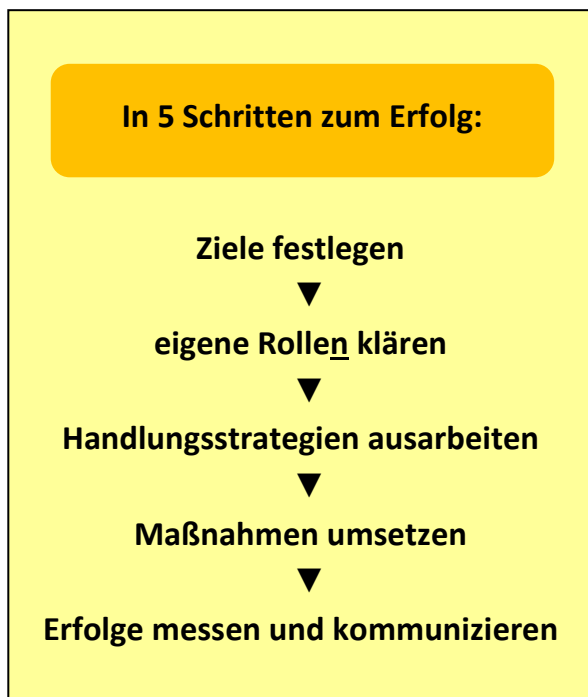 In 5 Schritten zum Erfolg:
Ziele festlegen
▼
eigene Rollen klären
▼
Handlungsstrategien ausarbeiten
▼
Maßnahmen umsetzen
▼
Erfolge messen und kommunizieren